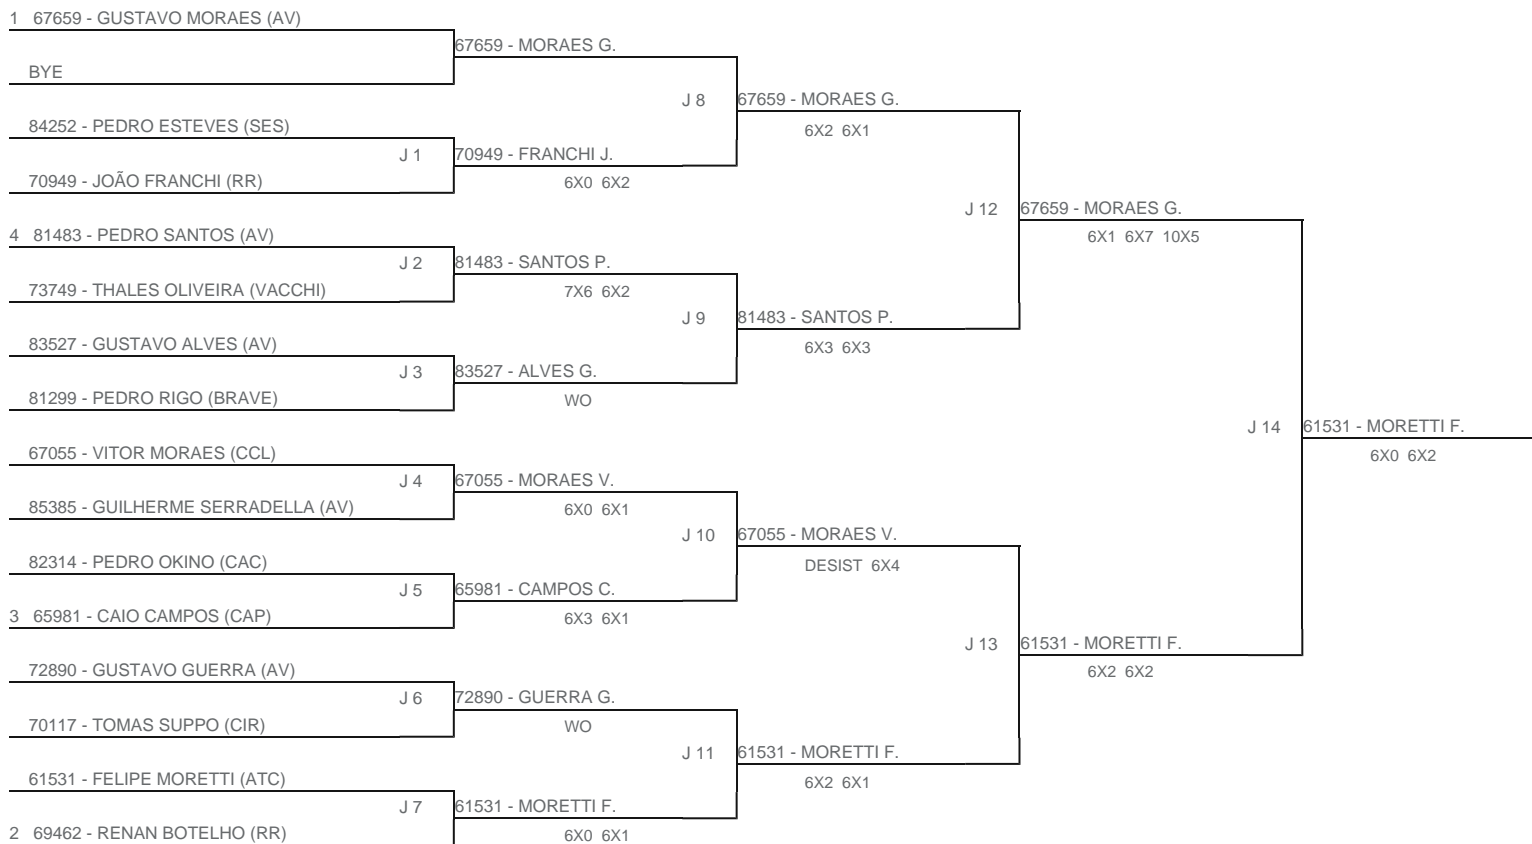 1 67659 - GUSTAVO MORAES (AV)
67659 - MORAES G.
BYE
J 8 67659 - MORAES G.
84252 - PEDRO ESTEVES (SES)
6X2 6X1
J 1 70949 - FRANCHI J.
70949 - JOÃO FRANCHI (RR)
6X0 6X2
J 12 67659 - MORAES G.
4 81483 - PEDRO SANTOS (AV)
6X1 6X7 10X5
J 2 81483 - SANTOS P.
73749 - THALES OLIVEIRA (VACCHI)
7X6 6X2
J 9 81483 - SANTOS P.
83527 - GUSTAVO ALVES (AV)
6X3 6X3
J 3 83527 - ALVES G.
81299 - PEDRO RIGO (BRAVE)
WO
J 14 61531 - MORETTI F.
67055 - VITOR MORAES (CCL)
6X0 6X2
J 4 67055 - MORAES V.
85385 - GUILHERME SERRADELLA (AV)
6X0 6X1
J 10 67055 - MORAES V.
82314 - PEDRO OKINO (CAC)
DESIST 6X4
J 5 65981 - CAMPOS C.
3 65981 - CAIO CAMPOS (CAP)
6X3 6X1
J 13 61531 - MORETTI F.
72890 - GUSTAVO GUERRA (AV)
6X2 6X2
J 6 72890 - GUERRA G.
70117 - TOMAS SUPPO (CIR)
WO
J 11 61531 - MORETTI F.
61531 - FELIPE MORETTI (ATC)
6X2 6X1
J 7 61531 - MORETTI F.
2 69462 - RENAN BOTELHO (RR)
6X0 6X1